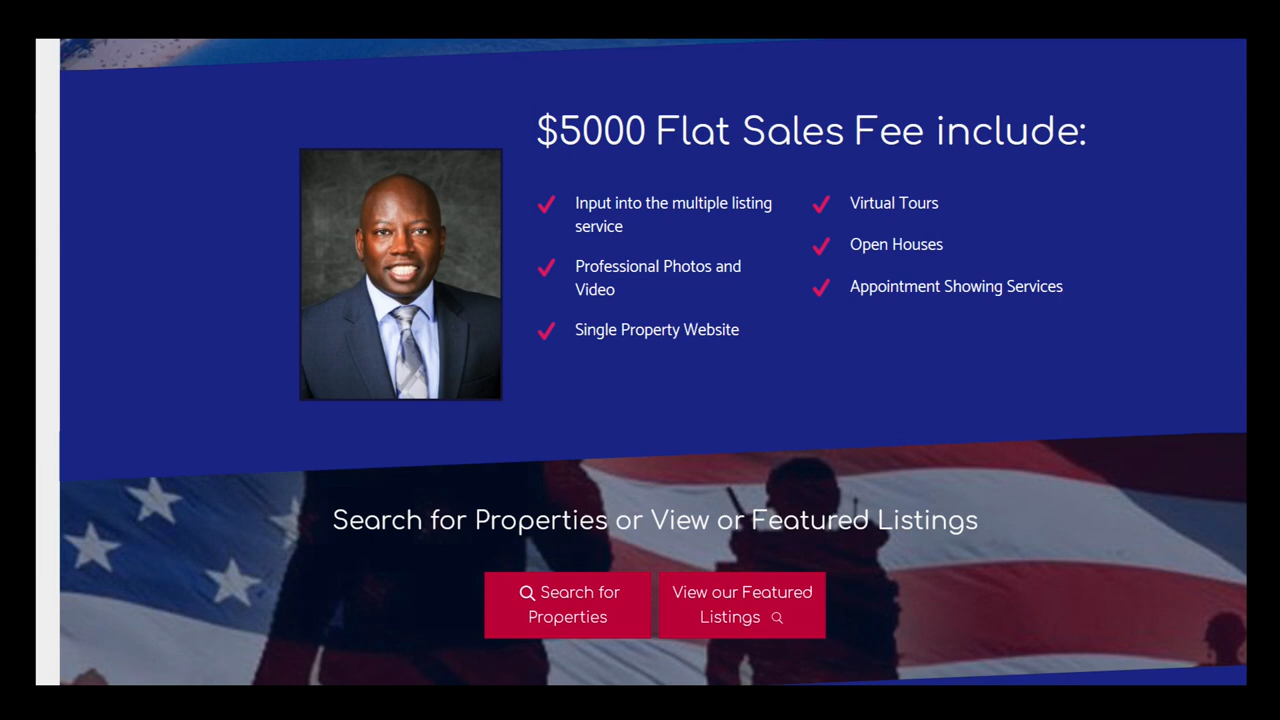 $5000 Flat Sales Fee include:
Input into the multiple listing
service
Professional Photos and
Video
Single Property Website
Virtual Tours
Open Houses
Appointment Showing Services
Search for Properties or View or Featured Listings
Search for
Properties
View our Featured
Listings